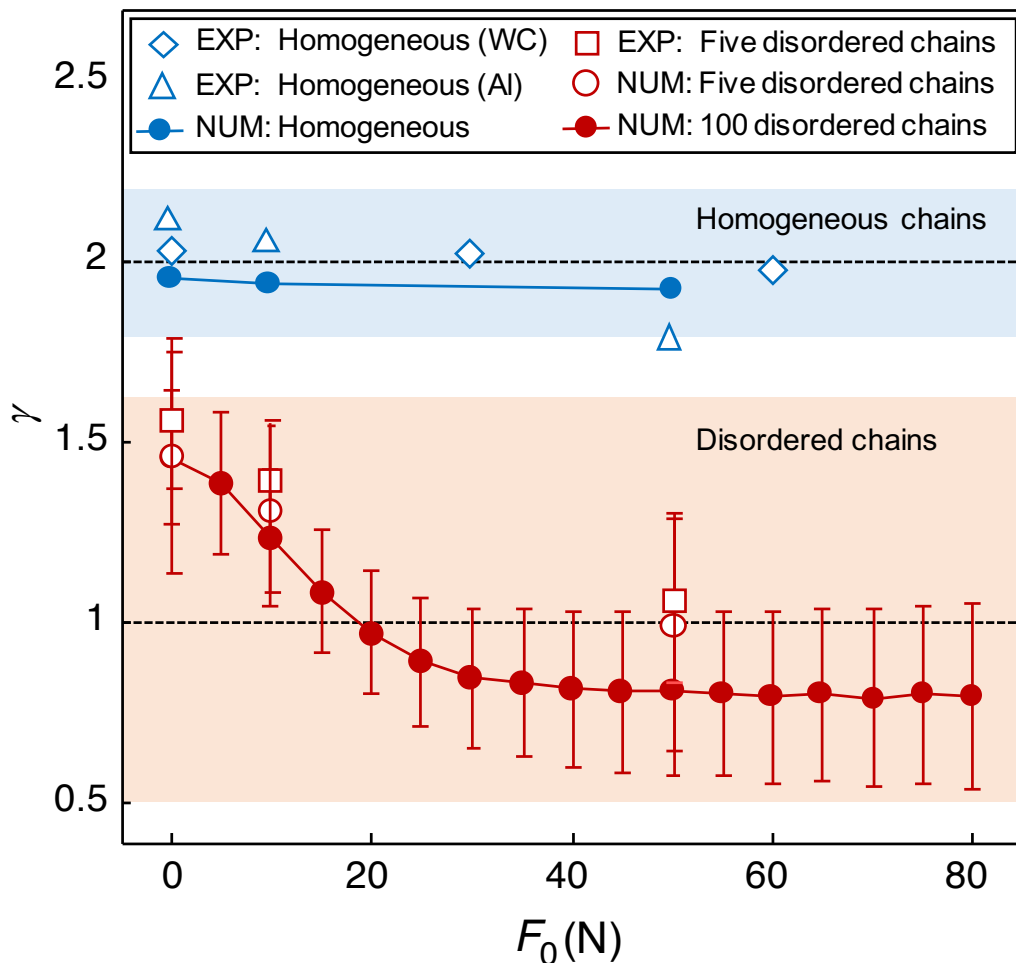 EXP: Homogeneous (WC)
EXP: Homogeneous (Al)
NUM: Homogeneous
EXP: Five disordered chains
NUM: Five disordered chains
NUM: 100 disordered chains
2.5
2
1.5
1
0.5
γ
Homogeneous chains
Disordered chains
0 20 40 60 80
F0 (N)